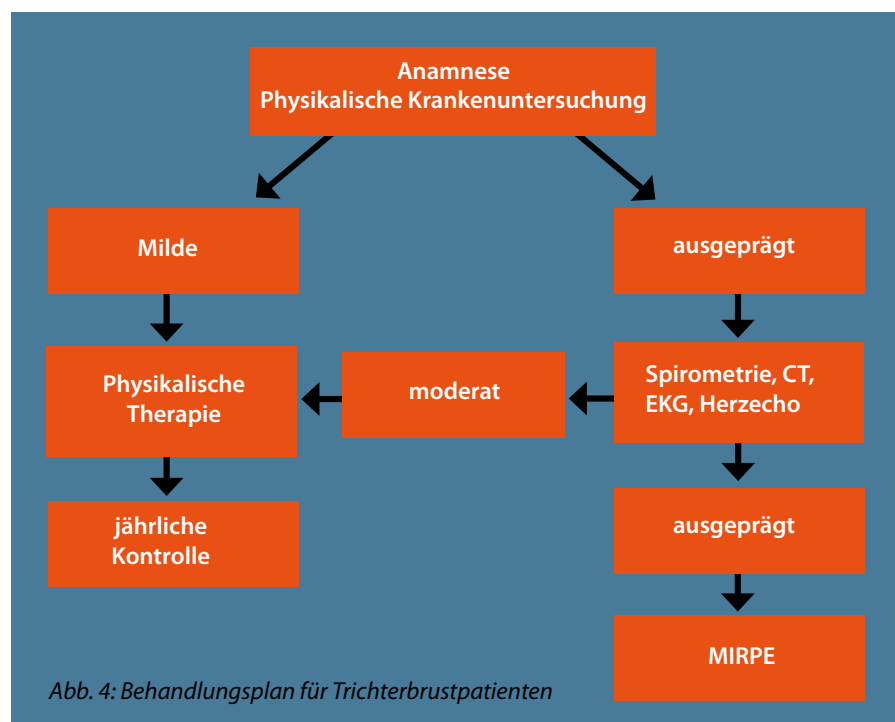 Anamnese
Physikalische Krankenuntersuchung
Milde
ausgeprägt
Physikalische
Therapie
moderat
Spirometrie, CT,
EKG, Herzecho
jährliche
Kontrolle
ausgeprägt
MIRPE
Abb. 4: Behandlungsplan für Trichterbrustpatienten